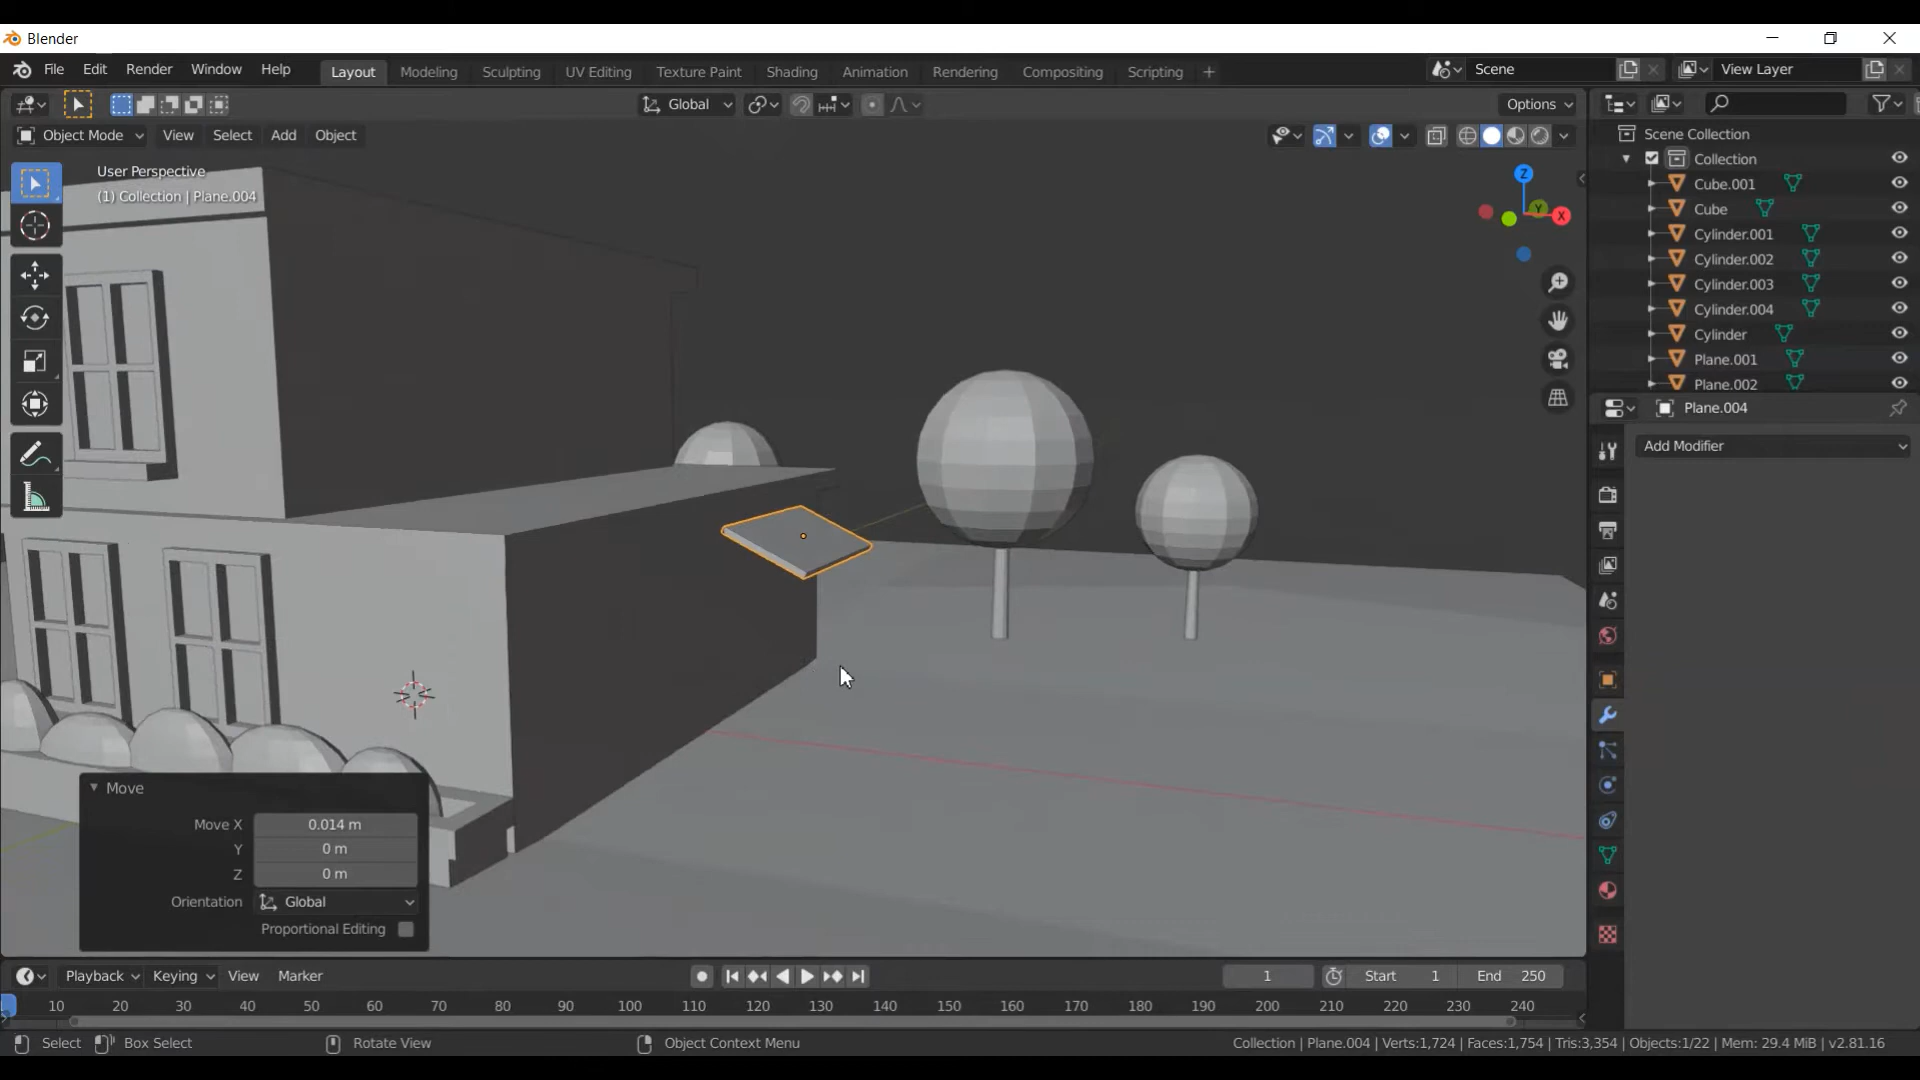 Blender
File Edit Render Window Help Layout Modeling Sculpting UV Editing Texture Paint Shading Animation Rendering Compositing Scripting + Scene View Layer
Global Options
Object Mode View Select Add Object
User Perspective
(1) Collection | Plane.004
Z
Y
X
Scene Collection
Collection
Cube.001
Cube
Cylinder.001
Cylinder.002
Cylinder.003
Cylinder.004
Cylinder
Plane.001
Plane.002
Plane.004
Add Modifier
Move
Move X 0.014 m
Y 0 m
Z 0 m
Orientation Global
Proportional Editing
Playback Keying View Marker 1 Start 1 End 250
10 20 30 40 50 60 70 80 90 100 110 120 130 140 150 160 170 180 190 200 210 220 230 240
Select Box Select Rotate View Object Context Menu Collection | Plane.004 | Verts:1,724 | Faces:1,754 | Tris:3,354 | Objects:1/22 | Mem: 29.4 MiB | v2.81.16